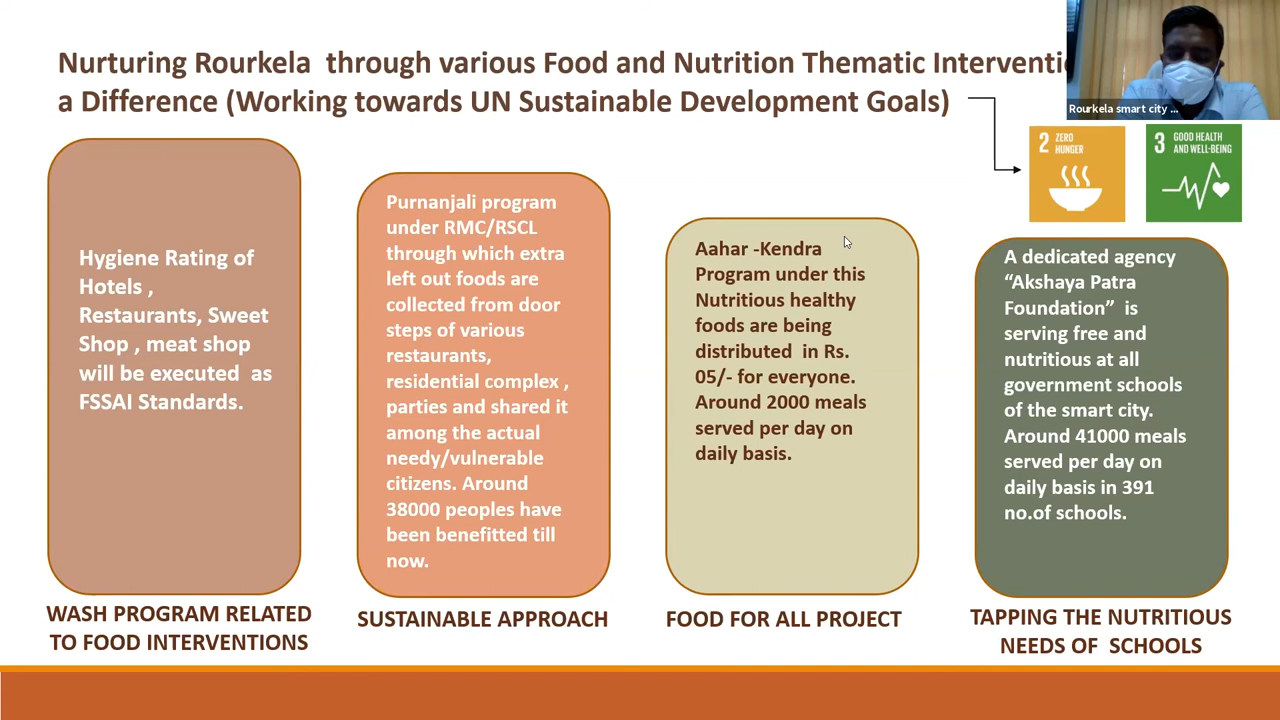 Nurturing Rourkela through various Food and Nutrition Thematic
a Difference (Working towards UN Sustainable Development Goals)
Rourkela smart city ...
2 ZERO
HUNGER
3 GOOD HEALTH
AND WELL-BEING
Hygiene Rating of
Hotels ,
Restaurants, Sweet
Shop , meat shop
will be executed as
FSSAI Standards.
WASH PROGRAM RELATED
TO FOOD INTERVENTIONS
Purnanjali program
under RMC/RSCL
through which extra
left out foods are
collected from door
steps of various
restaurants,
residential complex ,
parties and shared it
among the actual
needy/vulnerable
citizens. Around
38000 peoples have
been benefitted till
now.
SUSTAINABLE APPROACH
Aahar -Kendra
Program under this
Nutritious healthy
foods are being
distributed in Rs.
05/- for everyone.
Around 2000 meals
served per day on
daily basis.
FOOD FOR ALL PROJECT
A dedicated agency
“Akshaya Patra
Foundation” is
serving free and
nutritious at all
government schools
of the smart city.
Around 41000 meals
served per day on
daily basis in 391
no.of schools.
TAPPING THE NUTRITIOUS
NEEDS OF SCHOOLS